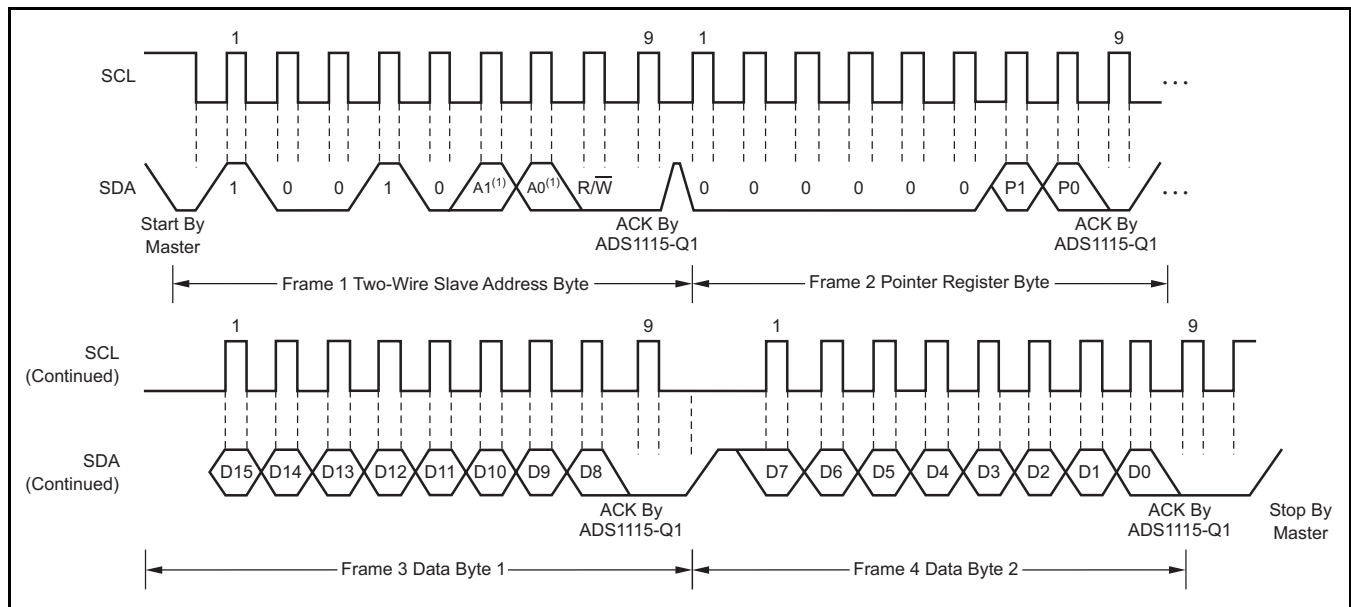 1 9 1 9
SCL ...
SDA 1 0 0 1 0 A1(1) A0(1) R/W̅ 0 0 0 0 0 0 P1 P0 ...
Start By
Master
ACK By
ADS1115-Q1
ACK By
ADS1115-Q1
Frame 1 Two-Wire Slave Address Byte
Frame 2 Pointer Register Byte
1 9 1 9
SCL
(Continued)
SDA
(Continued)
D15 D14 D13 D12 D11 D10 D9 D8 D7 D6 D5 D4 D3 D2 D1 D0
ACK By
ADS1115-Q1
ACK By
ADS1115-Q1
Stop By
Master
Frame 3 Data Byte 1
Frame 4 Data Byte 2